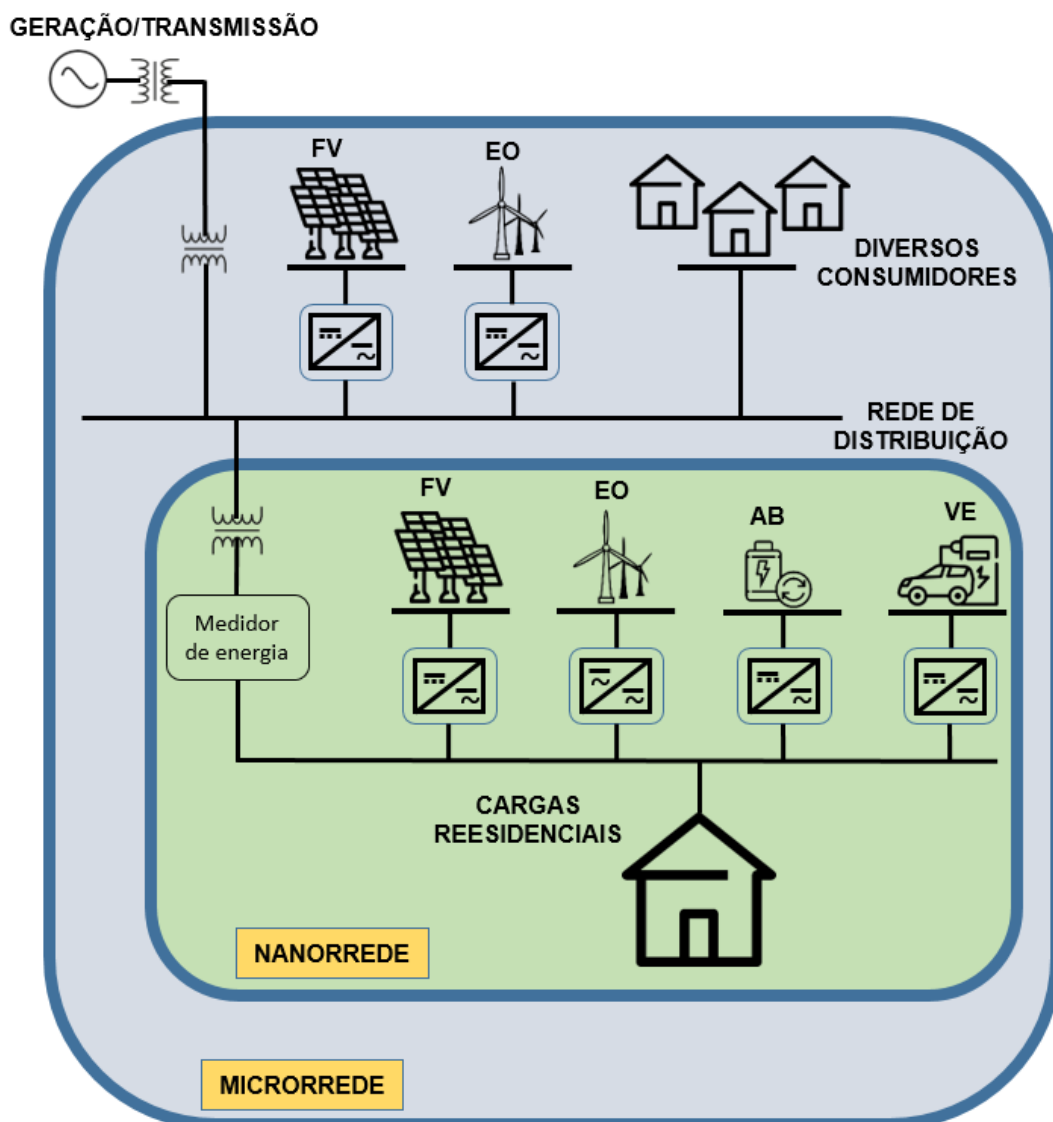 GERAÇÃO/TRANSMISSÃO
FV
EO
DIVERSOS
CONSUMIDORES
REDE DE
DISTRIBUIÇÃO
FV
EO
AB
VE
Medidor
de energia
CARGAS
REESIDENCIAIS
NANORREDE
MICRORREDE